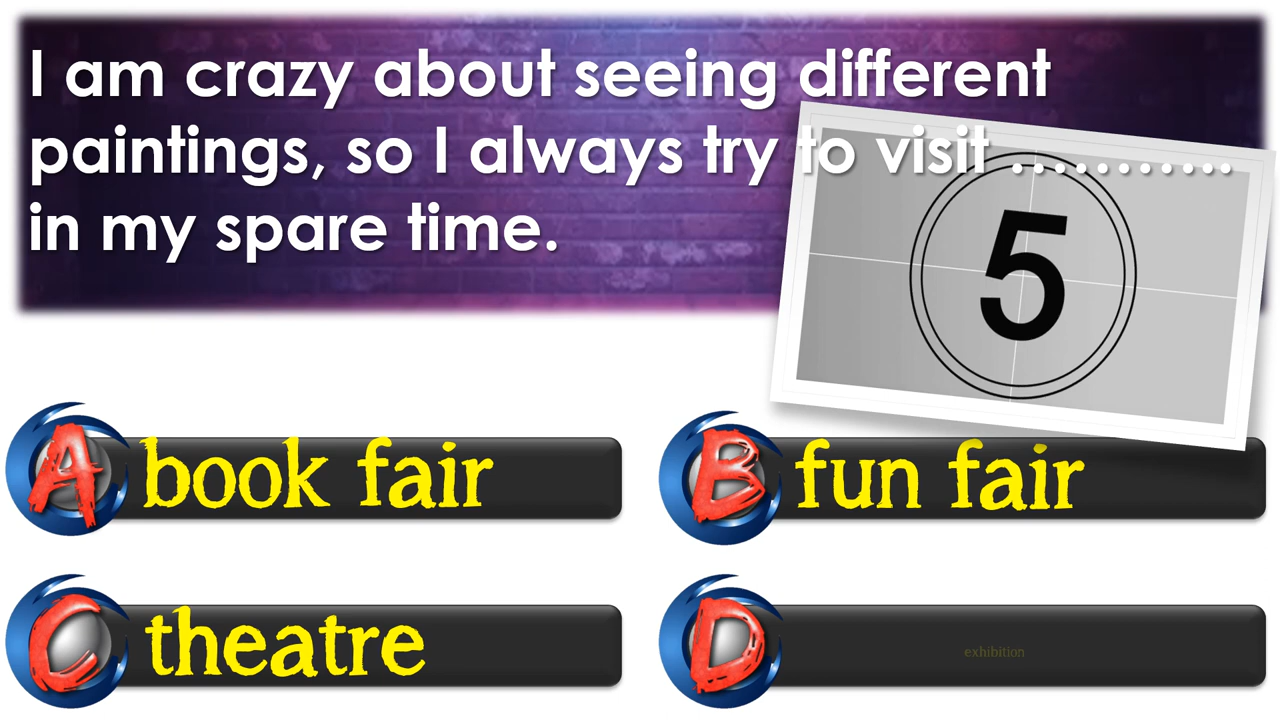 I am crazy about seeing different
paintings, so I always try to visit ………..
in my spare time.
5
A book fair
B fun fair
C theatre
D exhibition